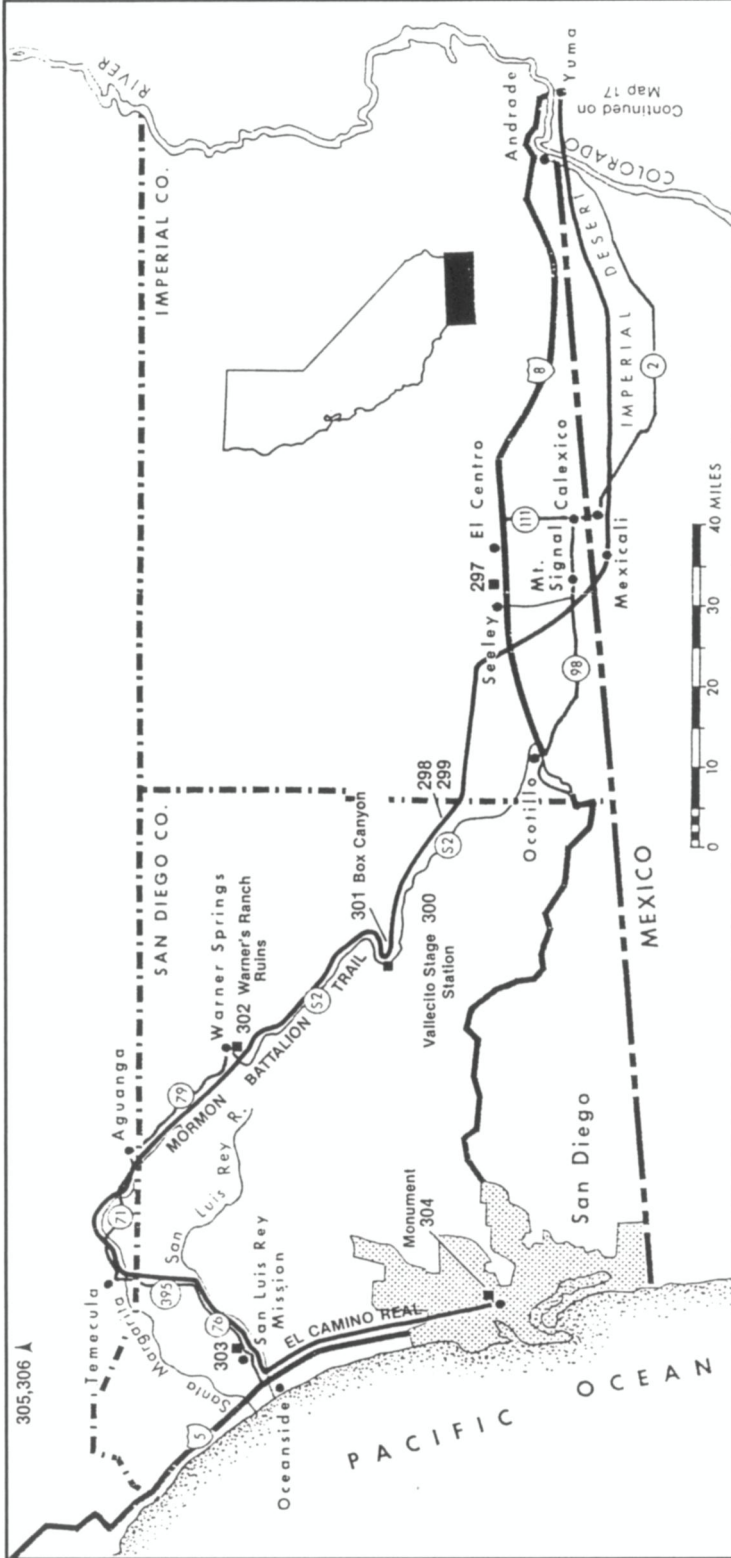 305,306
Temecula
Santa
Margarita
5
Oceanside
PACIFIC OCEAN
71
395
San
Luis Rey R.
76
303
San Luis Rey
Mission
EL CAMINO REAL
Aguanga
79
MORMON
BATTALION
TRAIL
S2
Warner Springs
302 Warner's Ranch
Ruins
SAN DIEGO CO.
IMPERIAL CO.
RIVER
Monument
304
San Diego
301 Box Canyon
Vallecito Stage 300
Station
S2
298
299
Ocotillo
MEXICO
Seeley
297
El Centro
Mt.
Signal
Calexico
98
111
Mexicali
8
IMPERIAL DESERT
2
Andrade
Yuma
Continued on
Map 17
COLORADO
0 10 20 30 40 MILES